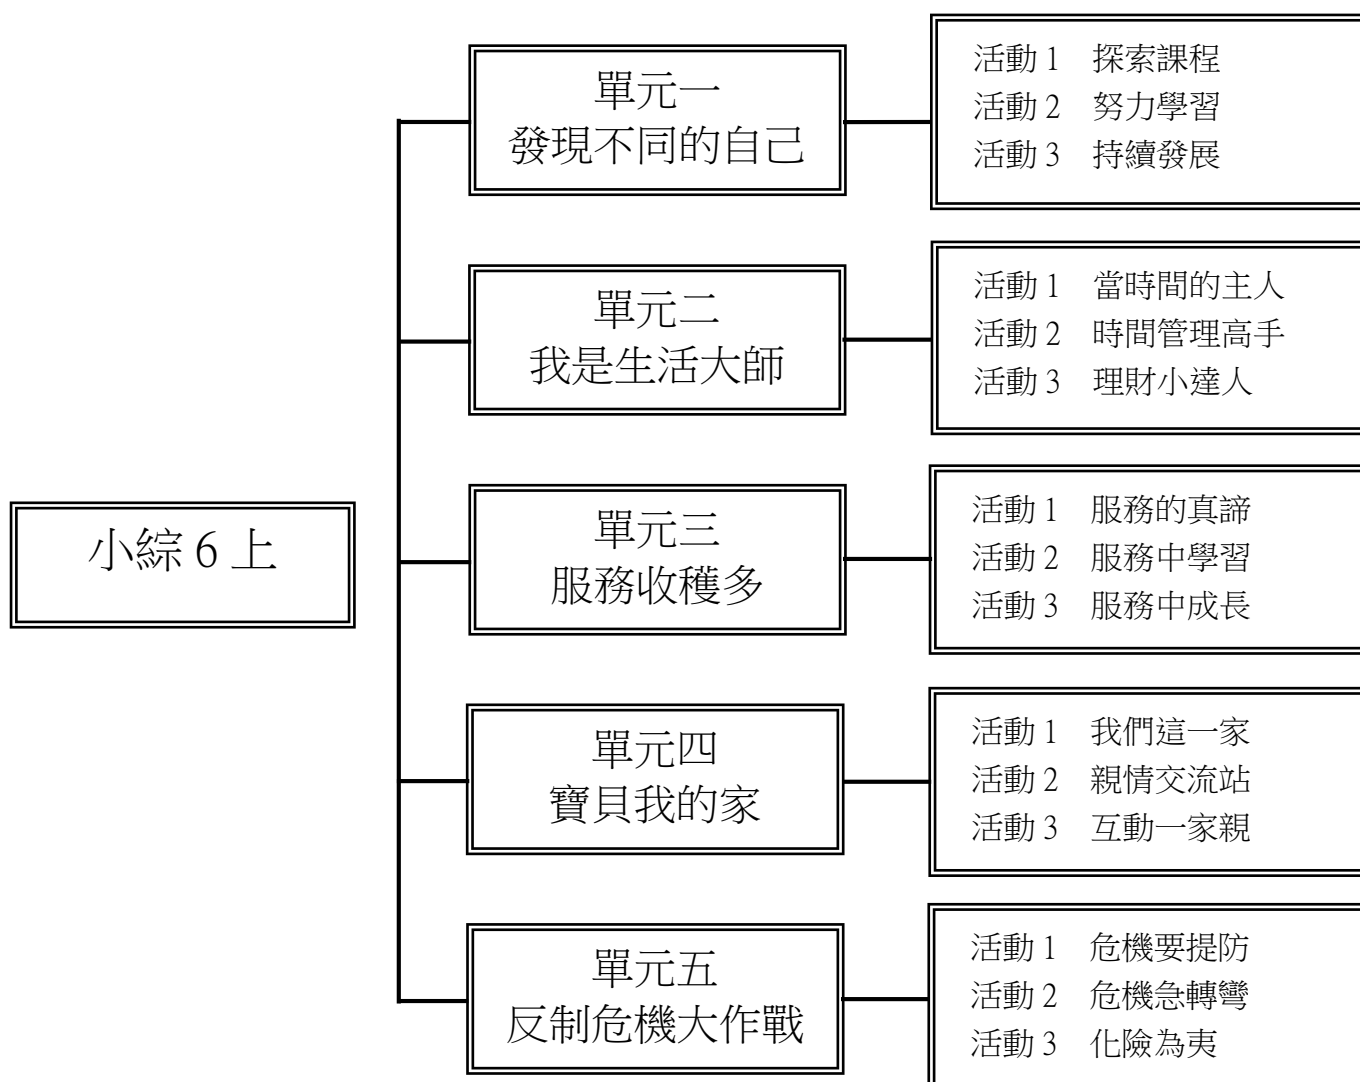 小綜 6 上
單元一
發現不同的自己
活動 1　探索課程
活動 2　努力學習
活動 3　持續發展
單元二
我是生活大師
活動 1　當時間的主人
活動 2　時間管理高手
活動 3　理財小達人
單元三
服務收穫多
活動 1　服務的真諦
活動 2　服務中學習
活動 3　服務中成長
單元四
寶貝我的家
活動 1　我們這一家
活動 2　親情交流站
活動 3　互動一家親
單元五
反制危機大作戰
活動 1　危機要提防
活動 2　危機急轉彎
活動 3　化險為夷